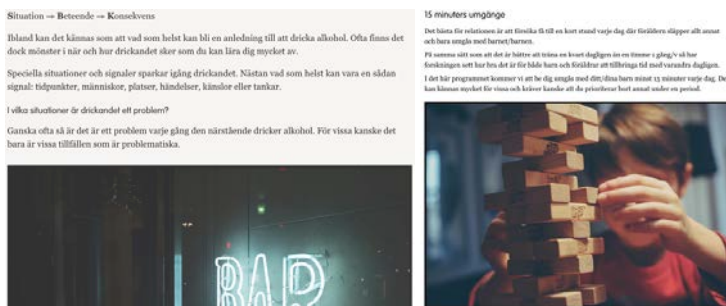 Situation → Beteende → Konsekvens
Ibland kan det kännas som att vad som helst kan bli en anledning till att dricka alkohol. Ofta finns det
dock mönster i när och hur drickandet sker som du kan lära dig mycket av.
Speciella situationer och signaler sparkar igång drickandet. Nästan vad som helst kan vara en sådan
signal: tidpunkter, människor, platser, händelser, känslor eller tankar.
I vilka situationer är drickandet ett problem?
Ganska ofta så är det är ett problem varje gång den närstående dricker alkohol. För vissa kanske det
bara är vissa tillfällen som är problematiska.
BAR
15 minuters umgänge
Det bästa för relationen är att försöka få till en kort stund varje dag där föräldern släpper allt annat
och bara umgås med barnet/barnen.
På samma sätt som att det är bättre att träna en kvart dagligen än en timme 1 gång/v så har
forskningen sett hur bra det är för både barn och föräldrar att tillbringa tid med varandra dagligen.
I det här programmet kommer vi att be dig umgås med ditt/dina barn minst 15 minuter varje dag. De
kan kännas mycket för vissa och kräver kanske att du prioriterar bort annat under en period.